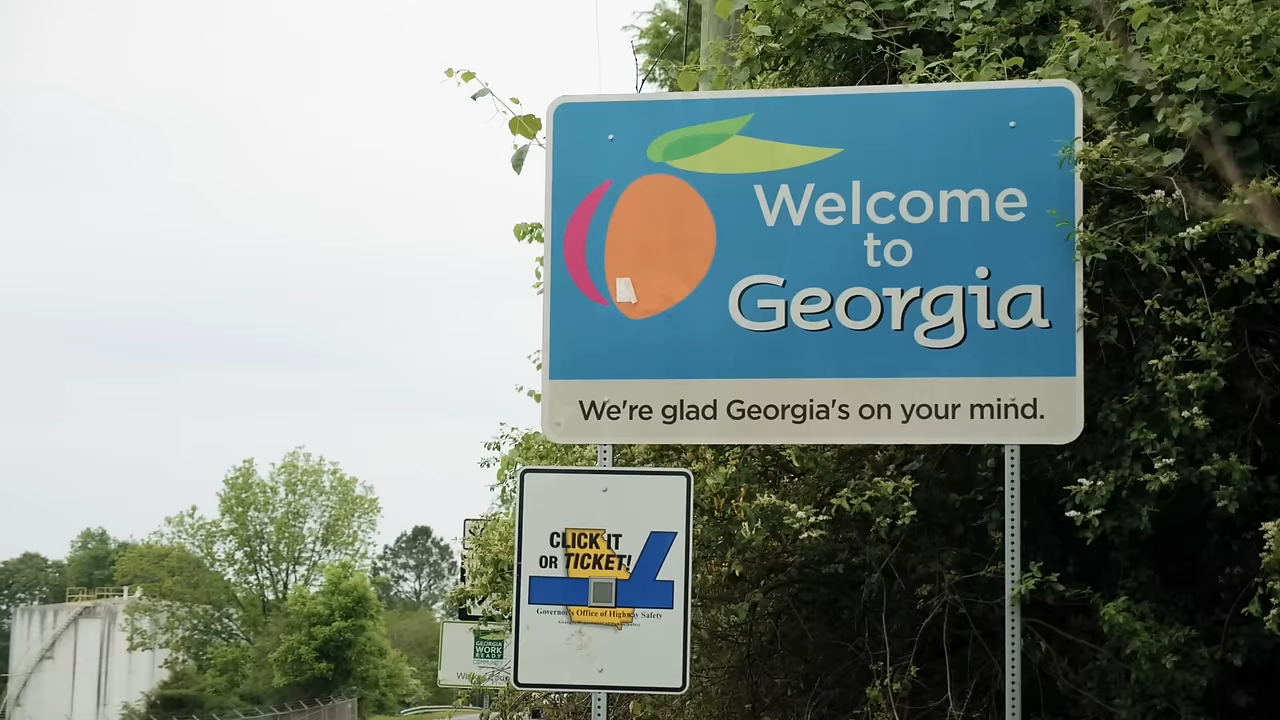 Welcome
to
Georgia
We're glad Georgia's on your mind.
CLICK IT
OR TICKET!
Governor's Office of Highway Safety
GEORGIA
WORK
READY
COMMUNITY